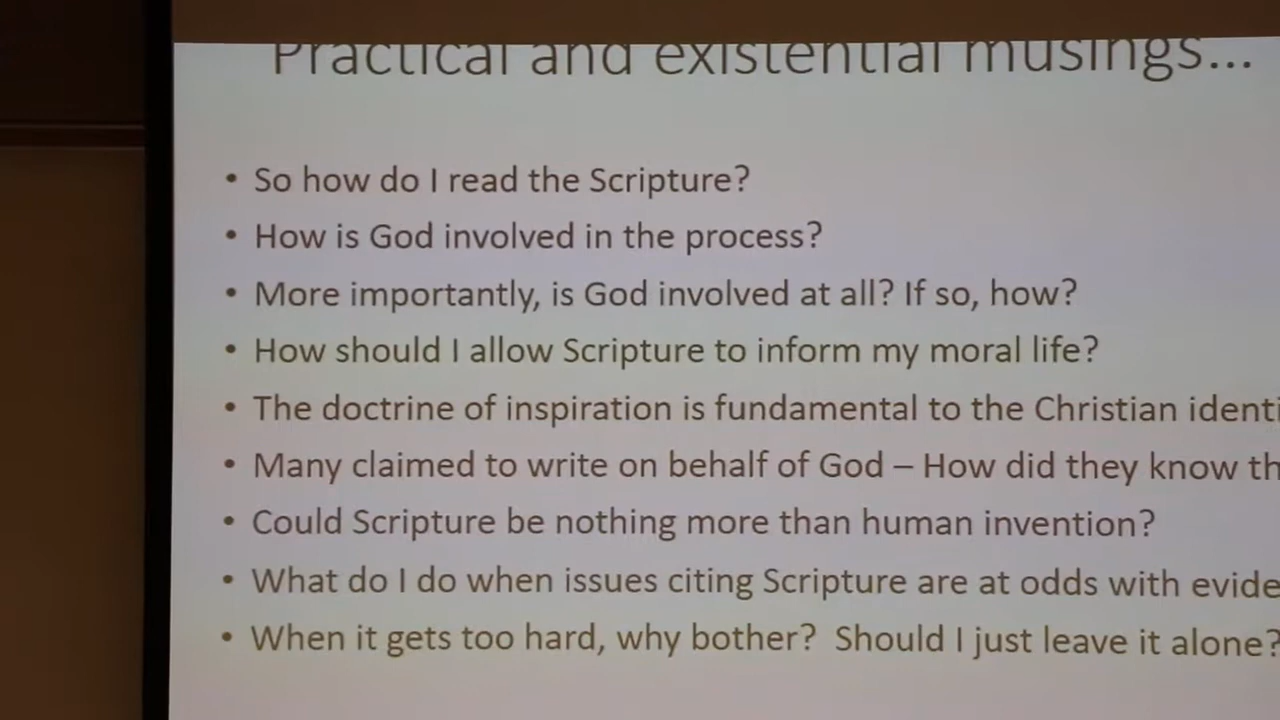 Practical and existential musings...
• So how do I read the Scripture?
• How is God involved in the process?
• More importantly, is God involved at all? If so, how?
• How should I allow Scripture to inform my moral life?
• The doctrine of inspiration is fundamental to the Christian identi
• Many claimed to write on behalf of God – How did they know th
• Could Scripture be nothing more than human invention?
• What do I do when issues citing Scripture are at odds with evide
• When it gets too hard, why bother?  Should I just leave it alone?